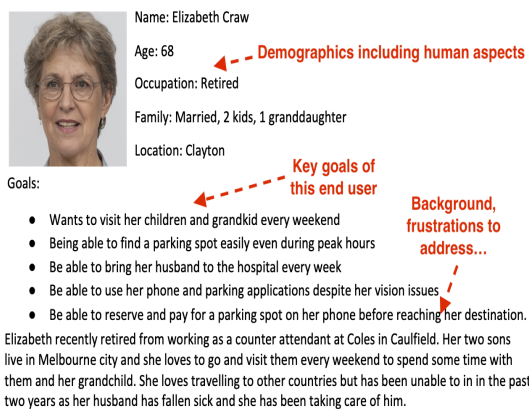 Name: Elizabeth Craw
Age: 68
Demographics including human aspects
Occupation: Retired
Family: Married, 2 kids, 1 granddaughter
Location: Clayton
Key goals of
this end user
Goals:
Background,
frustrations to
address...
● Wants to visit her children and grandkid every weekend
● Being able to find a parking spot easily even during peak hours
● Be able to bring her husband to the hospital every week
● Be able to use her phone and parking applications despite her vision issues
● Be able to reserve and pay for a parking spot on her phone before reaching her destination.
Elizabeth recently retired from working as a counter attendant at Coles in Caulfield. Her two sons
live in Melbourne city and she loves to go and visit them every weekend to spend some time with
them and her grandchild. She loves travelling to other countries but has been unable to in in the past
two years as her husband has fallen sick and she has been taking care of him.